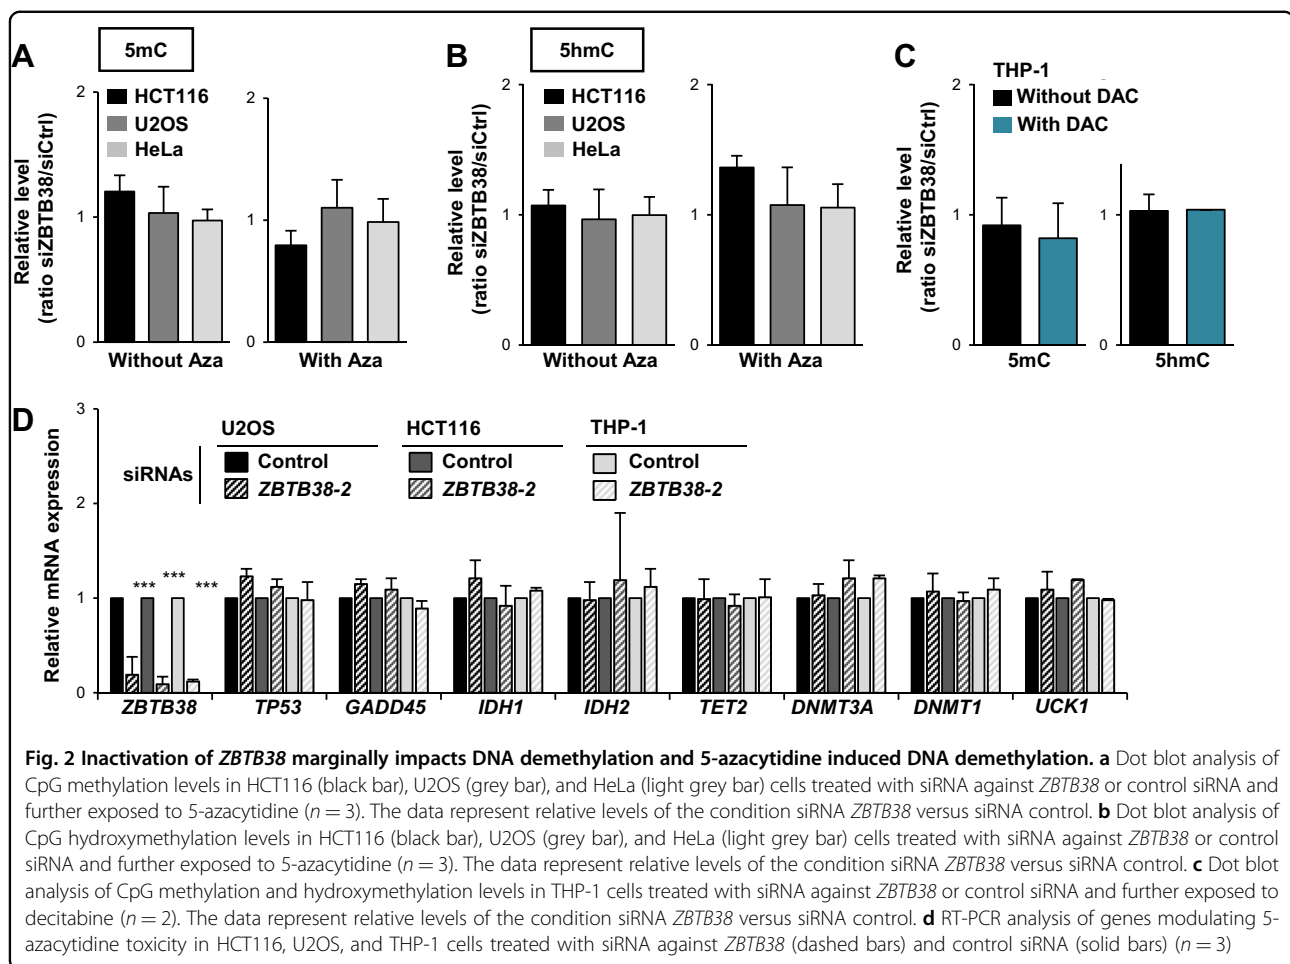 A
5mC
Relative level
(ratio siZBTB38/siCtrl)
2
1
0
HCT116
U2OS
HeLa
Without Aza
2
1
0
With Aza
B
5hmC
Relative level
(ratio siZBTB38/siCtrl)
2
1
0
HCT116
U2OS
HeLa
Without Aza
2
1
0
With Aza
C
THP-1
Without DAC
With DAC
Relative level
(ratio siZBTB38/siCtrl)
2
1
0
5mC
1
0
5hmC
D
Relative mRNA expression
3
2
1
0
siRNAs
U2OS
Control
ZBTB38-2
HCT116
Control
ZBTB38-2
THP-1
Control
ZBTB38-2
*** *** ***
ZBTB38 TP53 GADD45 IDH1 IDH2 TET2 DNMT3A DNMT1 UCK1
Fig. 2 Inactivation of ZBTB38 marginally impacts DNA demethylation and 5-azacytidine induced DNA demethylation. a Dot blot analysis of
CpG methylation levels in HCT116 (black bar), U2OS (grey bar), and HeLa (light grey bar) cells treated with siRNA against ZBTB38 or control siRNA and
further exposed to 5-azacytidine (n = 3). The data represent relative levels of the condition siRNA ZBTB38 versus siRNA control. b Dot blot analysis of
CpG hydroxymethylation levels in HCT116 (black bar), U2OS (grey bar), and HeLa (light grey bar) cells treated with siRNA against ZBTB38 or control
siRNA and further exposed to 5-azacytidine (n = 3). The data represent relative levels of the condition siRNA ZBTB38 versus siRNA control. c Dot blot
analysis of CpG methylation and hydroxymethylation levels in THP-1 cells treated with siRNA against ZBTB38 or control siRNA and further exposed to
decitabine (n = 2). The data represent relative levels of the condition siRNA ZBTB38 versus siRNA control. d RT-PCR analysis of genes modulating 5-
azacytidine toxicity in HCT116, U2OS, and THP-1 cells treated with siRNA against ZBTB38 (dashed bars) and control siRNA (solid bars) (n = 3)